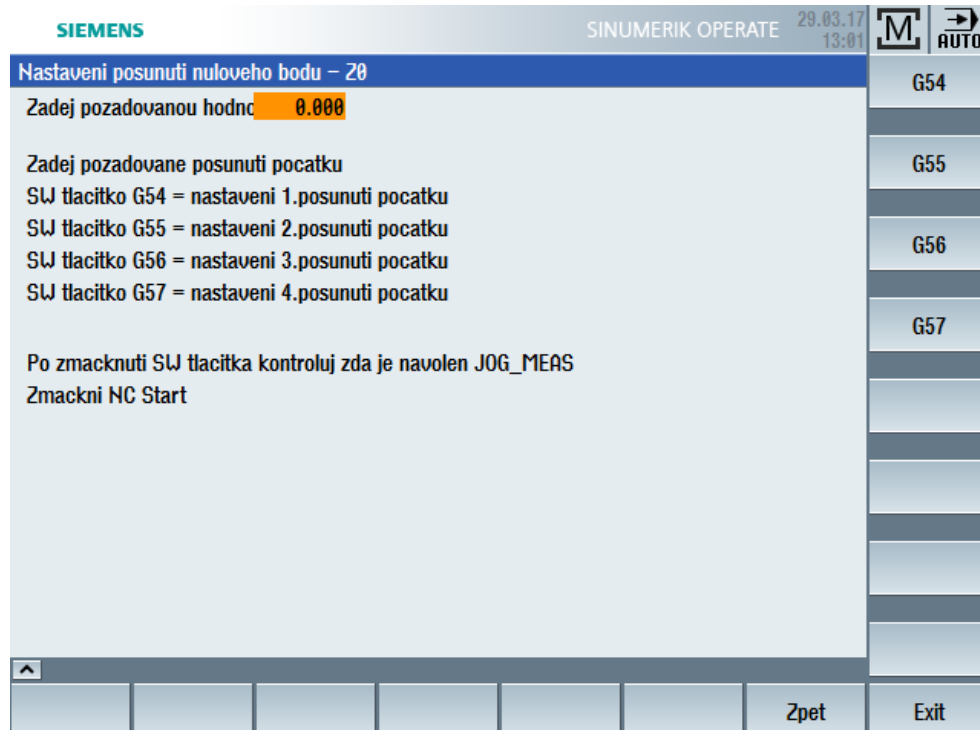 SIEMENS
SINUMERIK OPERATE
29.03.17
13:01
M
AUTO
Nastaveni posunuti nuloveho bodu – Z0
Zadej pozadovanou hodno 0.000
Zadej pozadovane posunuti pocatku
SW tlacitko G54 = nastaveni 1.posunuti pocatku
SW tlacitko G55 = nastaveni 2.posunuti pocatku
SW tlacitko G56 = nastaveni 3.posunuti pocatku
SW tlacitko G57 = nastaveni 4.posunuti pocatku
Po zmacknuti SW tlacitka kontroluj zda je navolen JOG_MEAS
Zmackni NC Start
G54
G55
G56
G57
Zpet
Exit